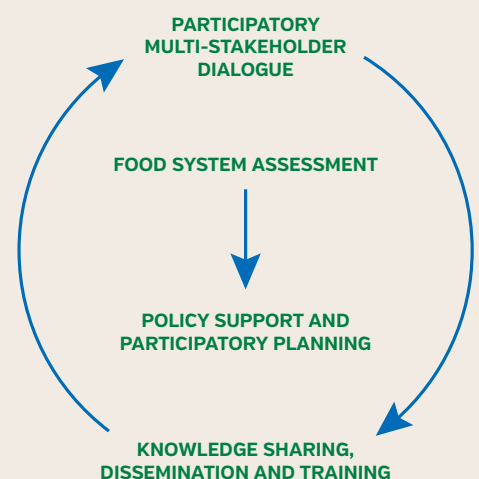 PARTICIPATORY
MULTI-STAKEHOLDER
DIALOGUE
FOOD SYSTEM ASSESSMENT
POLICY SUPPORT AND
PARTICIPATORY PLANNING
KNOWLEDGE SHARING,
DISSEMINATION AND TRAINING